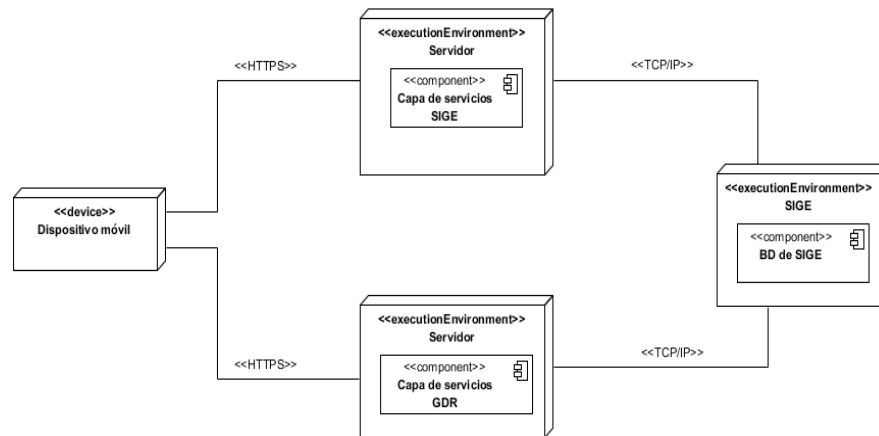 <<executionEnvironment>>
Servidor
<<component>>
Capa de servicios
SIGE
<<HTTPS>>
<<TCP/IP>>
<<executionEnvironment>>
SIGE
<<component>>
BD de SIGE
<<device>>
Dispositivo móvil
<<executionEnvironment>>
Servidor
<<component>>
Capa de servicios
GDR
<<HTTPS>>
<<TCP/IP>>